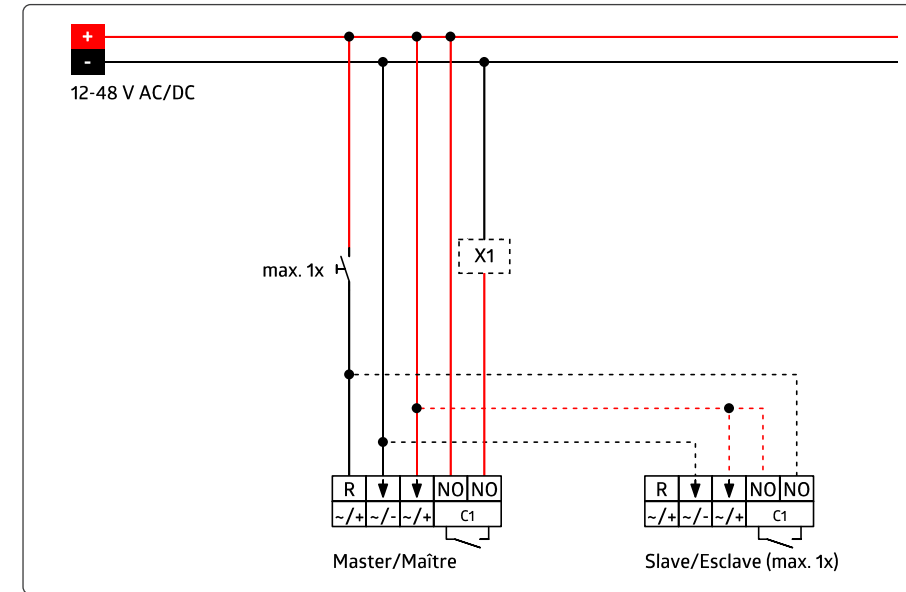 +
-
12-48 V AC/DC
X1
max. 1x
R NO NO
~/+ ~/- ~/+ C1
Master/Maître
R NO NO
~/+ ~/- ~/+ C1
Slave/Esclave (max. 1x)